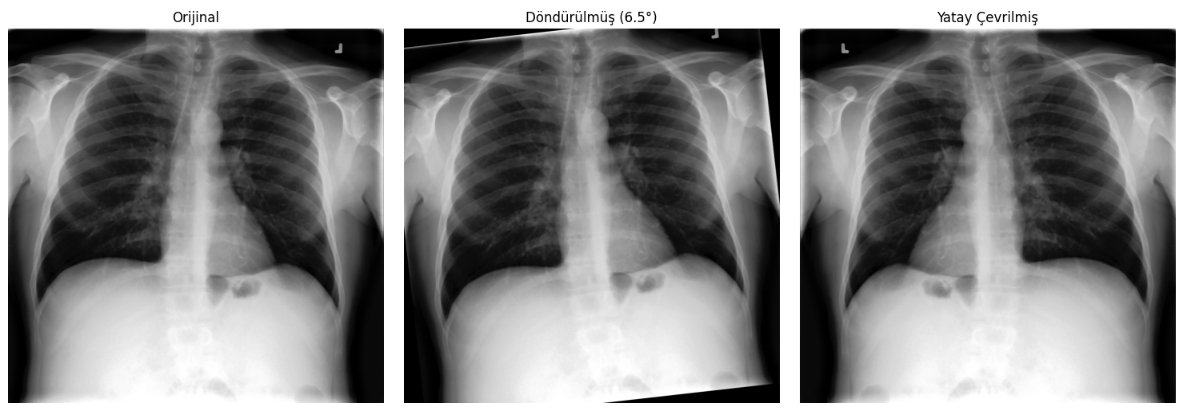 Orijinal
Döndürülmüş (6.5°)
Yatay Çevrilmiş
L